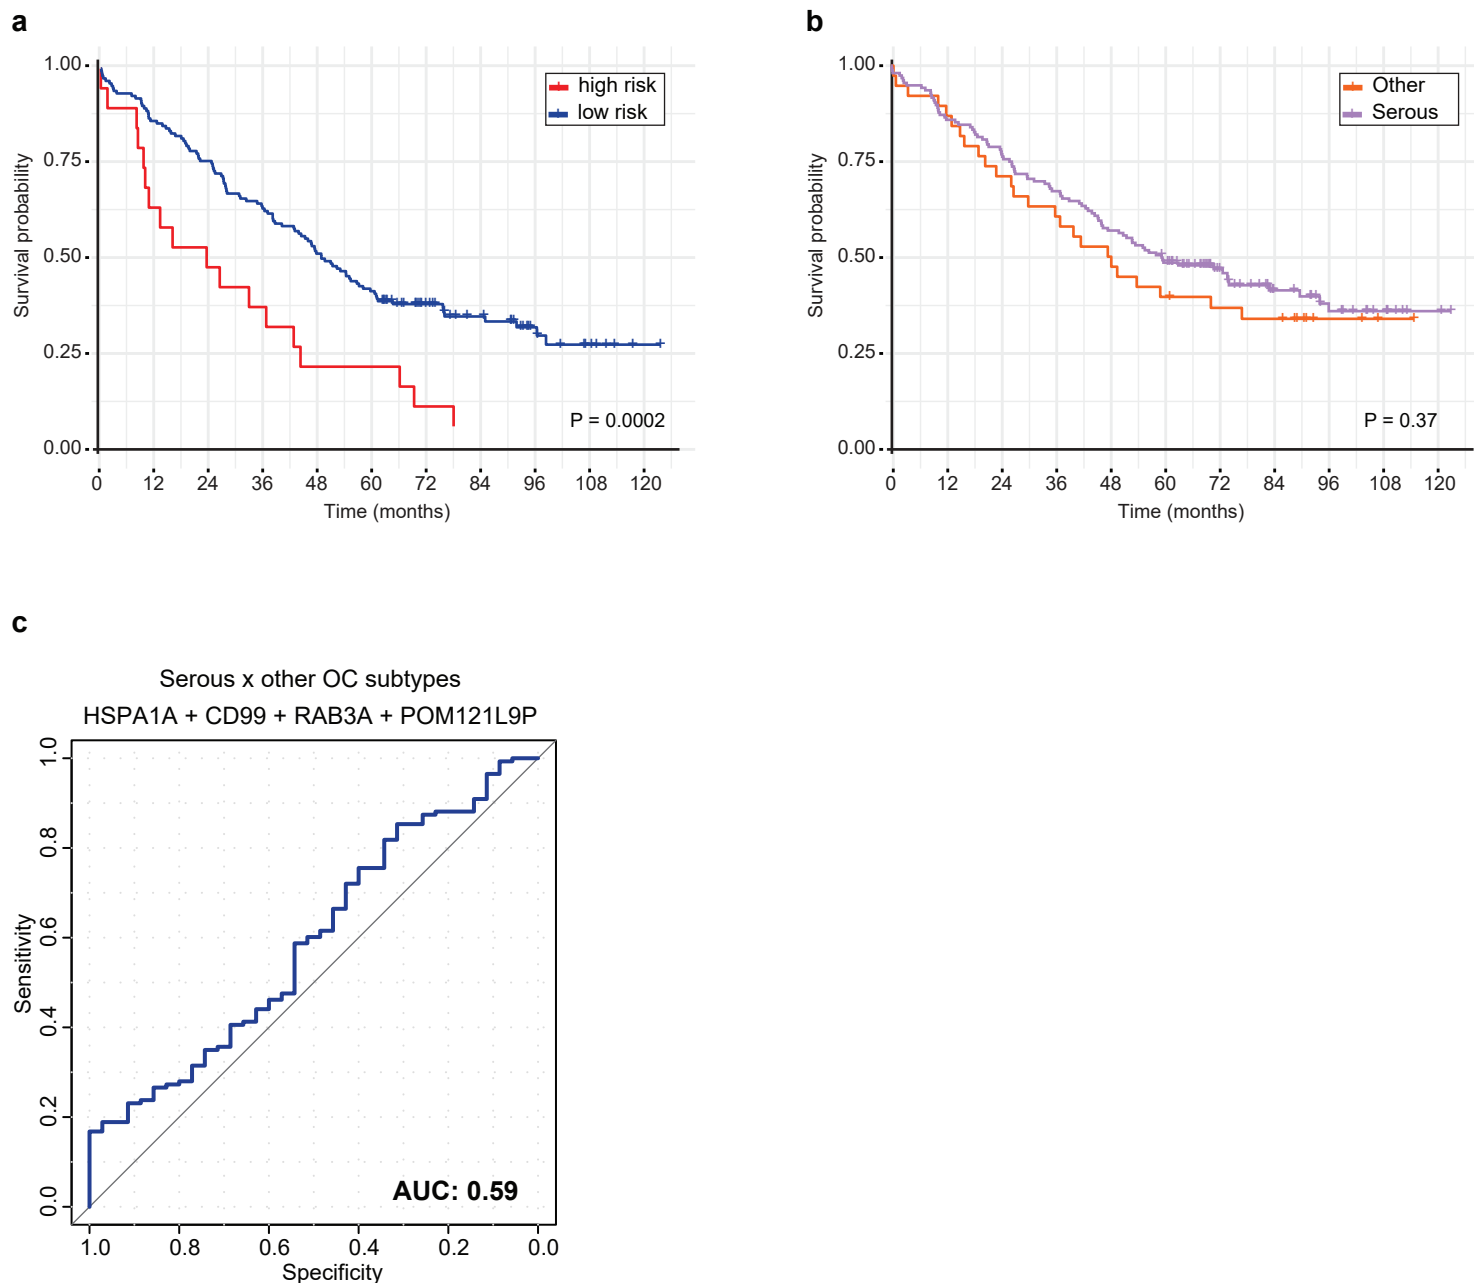 a
1.00
0.75
0.50
0.25
0.00
Survival probability
high risk
low risk
P = 0.0002
0 12 24 36 48 60 72 84 96 108 120
Time (months)
b
1.00
0.75
0.50
0.25
0.00
Survival probability
Other
Serous
P = 0.37
0 12 24 36 48 60 72 84 96 108 120
Time (months)
c
Serous x other OC subtypes
HSPA1A + CD99 + RAB3A + POM121L9P
1.0
0.8
0.6
0.4
0.2
0.0
Sensitivity
AUC: 0.59
1.0 0.8 0.6 0.4 0.2 0.0
Specificity